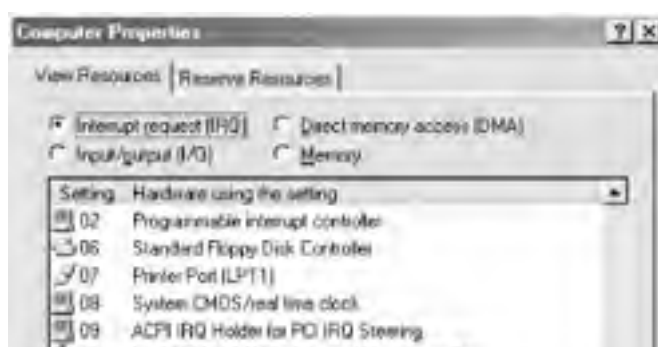 Computer Properties ? X
View Resources Reserve Resources
Interrupt request (IRQ) Direct memory access (DMA)
Input/output (I/O) Memory
Setting Hardware using the setting
02 Programmable interrupt controller
06 Standard Floppy Disk Controller
07 Printer Port (LPT1)
08 System CMOS/real time clock
09 ACPI IRQ Holder for PCI IRQ Steering